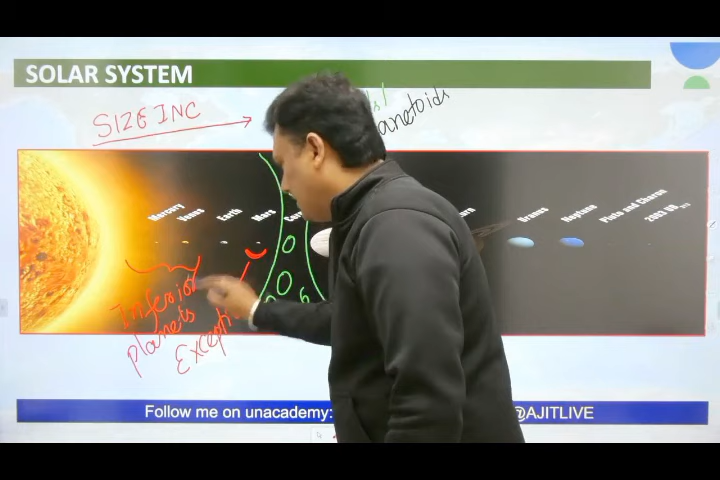 SOLAR SYSTEM
SIZE INC
anetoids
Mercury
Venus
Earth
Mars
Uranus
Neptune
Pluto and Charon
Inferior
planets
Excepti
Follow me on unacademy: @AJITLIVE